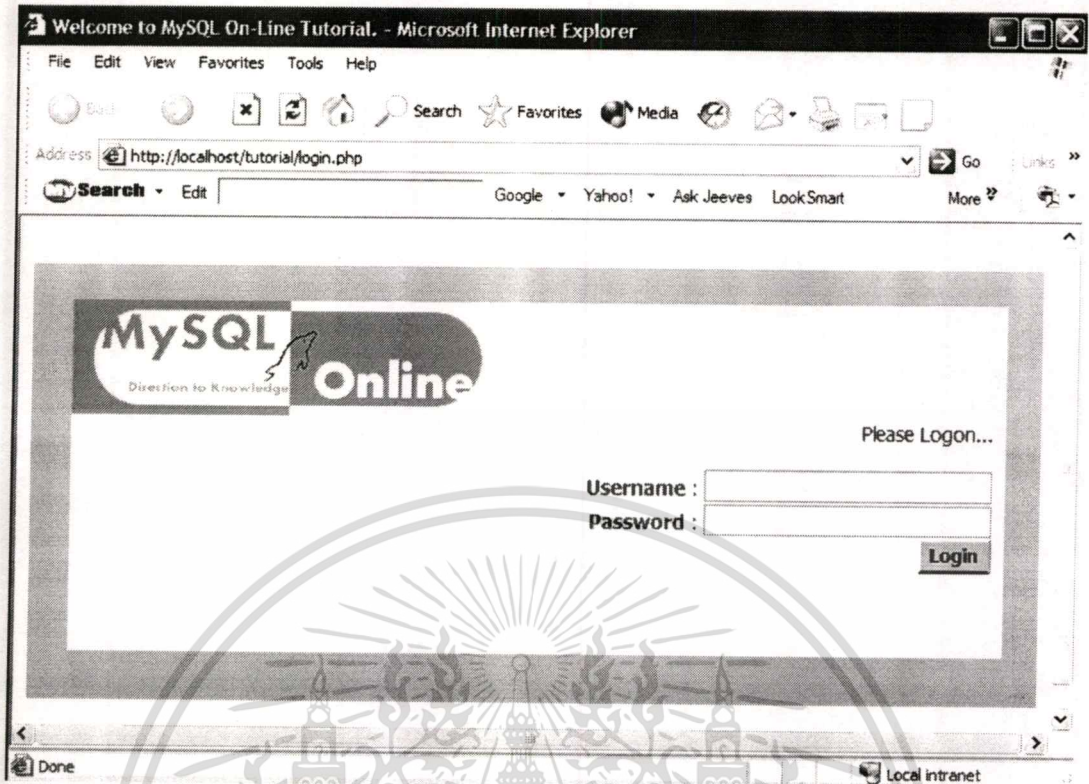 Welcome to MySQL On-Line Tutorial. - Microsoft Internet Explorer
File Edit View Favorites Tools Help
Back Search Favorites Media
Address http://localhost/tutorial/login.php Go Links »
Search Edit Google Yahoo! Ask Jeeves LookSmart More »
MySQL
Direction to Knowledge
Online
Please Logon...
Username :
Password :
Login
Done Local intranet